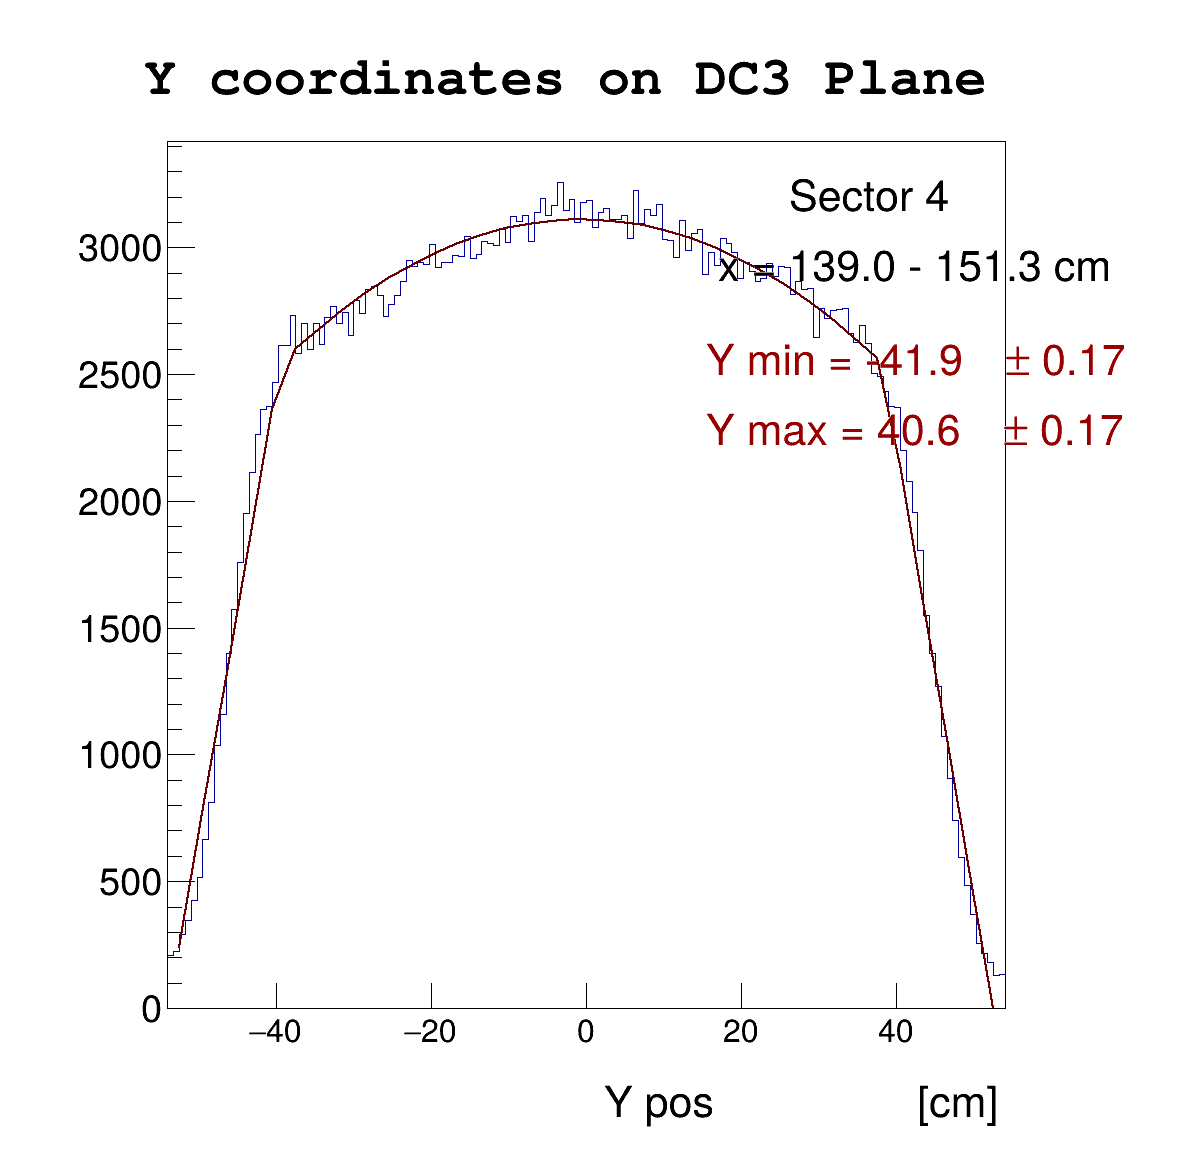 Y coordinates on DC3 Plane
Sector 4
x = 139.0 - 151.3 cm
Y min = -41.9 ± 0.17
Y max = 40.6 ± 0.17
3000
2500
2000
1500
1000
500
0
−40 −20 0 20 40
Y pos [cm]